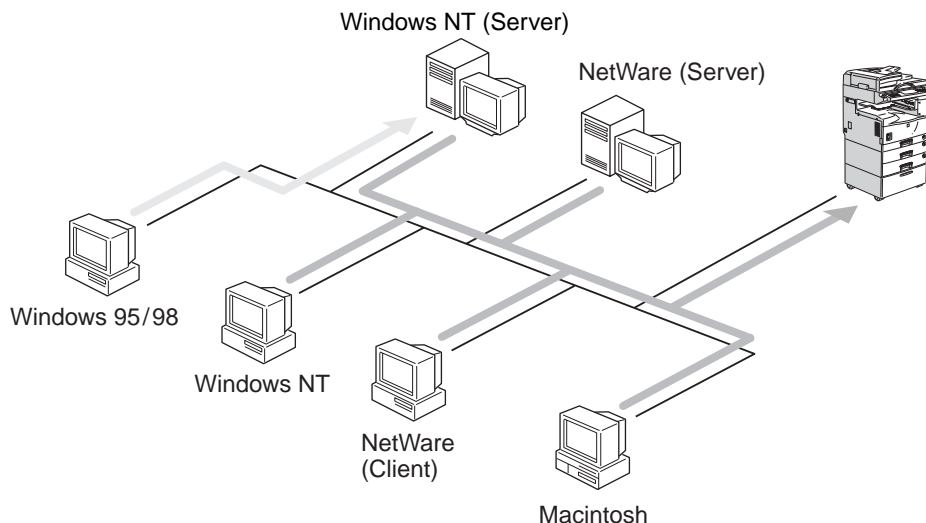 Windows NT (Server)
NetWare (Server)
Windows 95/98
Windows NT
NetWare
(Client)
Macintosh